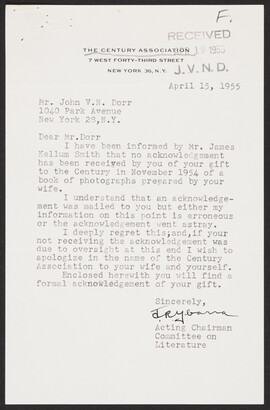 F.
RECEIVED
1955
J.V.N.D.
THE CENTURY ASSOCIATION
7 WEST FORTY-THIRD STREET
NEW YORK 36, N.Y.
April 15, 1955
Mr. John V.N. Dorr
1040 Park Avenue
New York 28,N.Y.
Dear Mr.Dorr
I have been informed by Mr. James
Kellum Smith that no acknowledgement
has been received by you of your gift
to the Century in November 1954 of a
book of photographs prepared by your
wife.
I understand that an acknowledge-
ment was mailed to you but either my
information on this point is erroneous
or the acknowledgement went astray.
I deeply regret this;and,if your
not receiving the acknowledgement was
due to oversight at this end I wish to
apologize in the name of the Century
Association to your wife and yourself.
Enclosed herewith you will find a
formal acknowledgement of your gift.
Sincerely,
Acting Chairman
Committee on
Literature